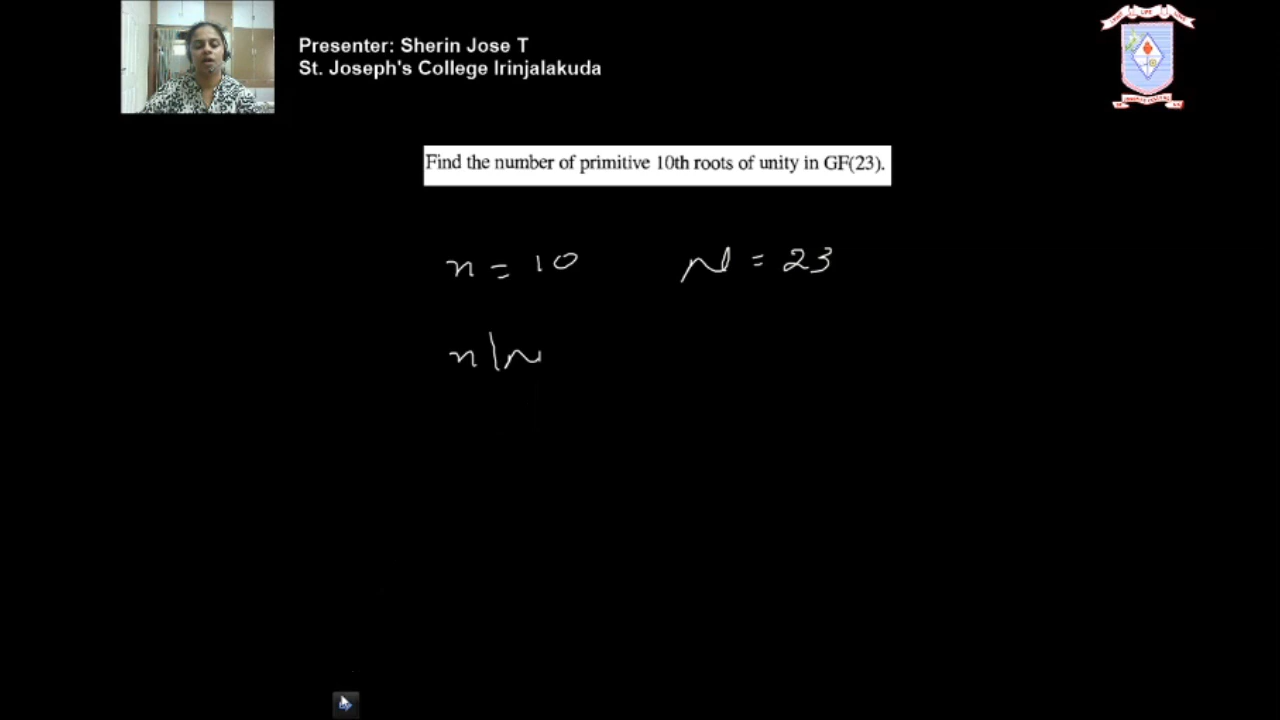 Presenter: Sherin Jose T
St. Joseph's College Irinjalakuda
Find the number of primitive 10th roots of unity in GF(23).
n = 10 N = 23
n | N